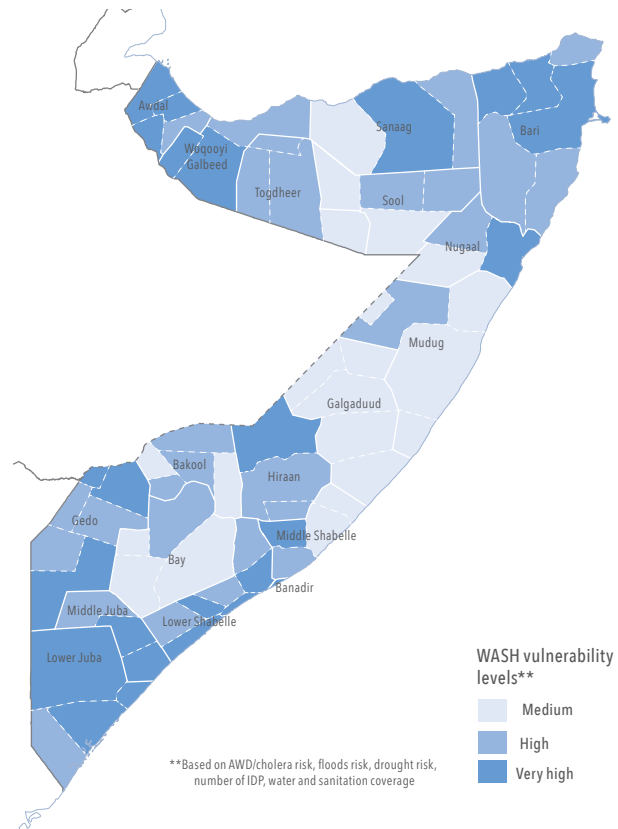 Awdal
Woqooyi
Galbeed
Togdheer
Sanaag
Sool
Bari
Nugaal
Mudug
Galgaduud
Hiraan
Bakool
Gedo
Bay
Middle Shabelle
Banadir
Lower Shabelle
Middle Juba
Lower Juba
WASH vulnerability
levels**
Medium
High
Very high
**Based on AWD/cholera risk, floods risk, drought risk,
number of IDP, water and sanitation coverage